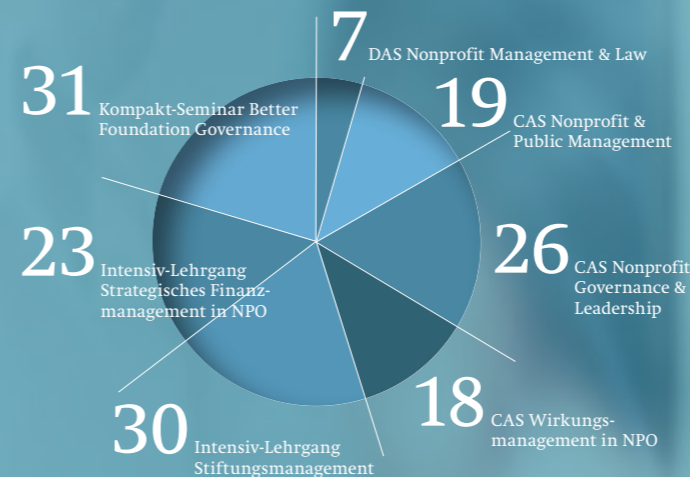 7 DAS Nonprofit Management & Law
19 CAS Nonprofit &
Public Management
26 CAS Nonprofit
Governance &
Leadership
18 CAS Wirkungs-
management in NPO
30 Intensiv-Lehrgang
Stiftungsmanagement
23 Intensiv-Lehrgang
Strategisches Finanz-
management in NPO
31 Kompakt-Seminar Better
Foundation Governance